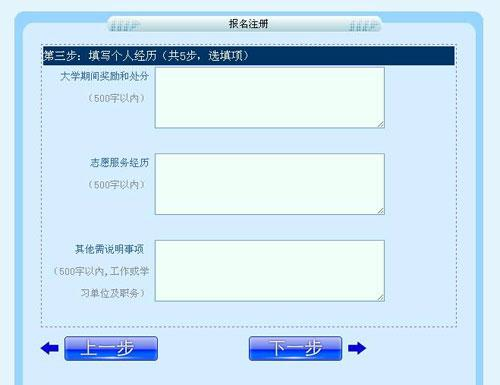 报名注册
第三步：填写个人经历（共5步，选填项）
大学期间奖励和处分
（500字以内）
志愿服务经历
（500字以内）
其他需说明事项
（500字以内,工作或学
习单位及职务）
上一步 下一步